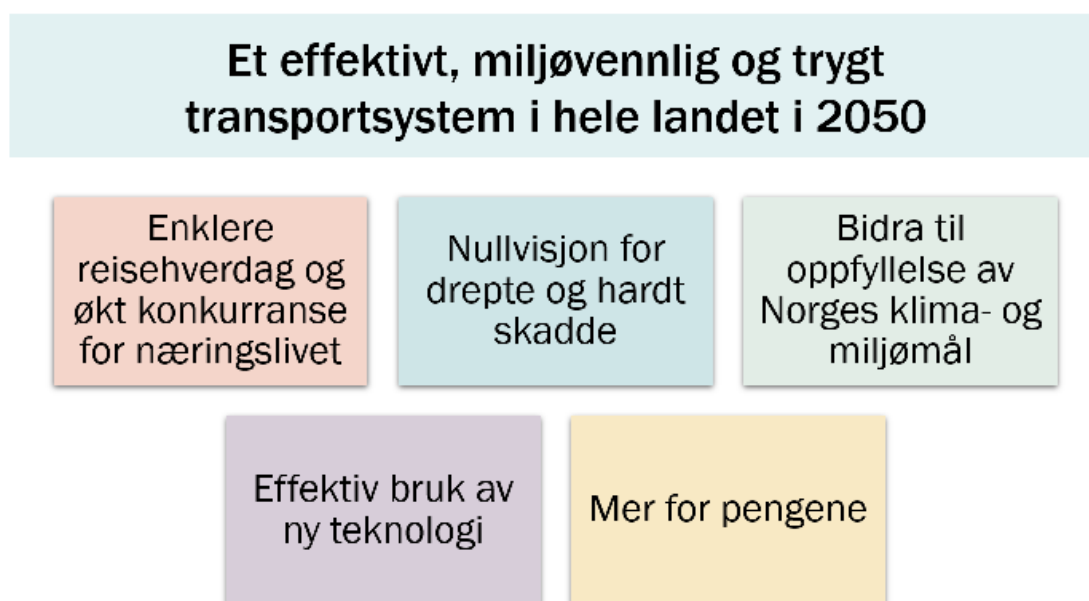 Et effektivt, miljøvennlig og trygt
transportsystem i hele landet i 2050
Enklere
reisehverdag og
økt konkurranse
for næringslivet
Nullvisjon for
drepte og hardt
skadde
Bidra til
oppfyllelse av
Norges klima- og
miljømål
Effektiv bruk av
ny teknologi
Mer for pengene